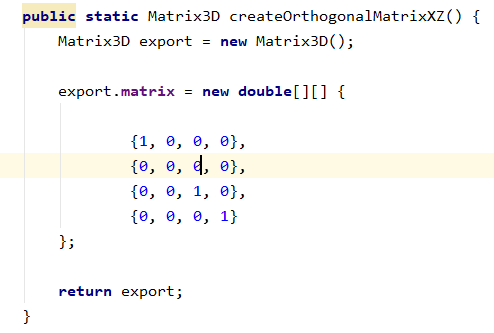 public static Matrix3D createOrthogonalMatrixXZ() {
    Matrix3D export = new Matrix3D();

    export.matrix = new double[][] {

            {1, 0, 0, 0},
            {0, 0, 0, 0},
            {0, 0, 1, 0},
            {0, 0, 0, 1}
    };

    return export;
}